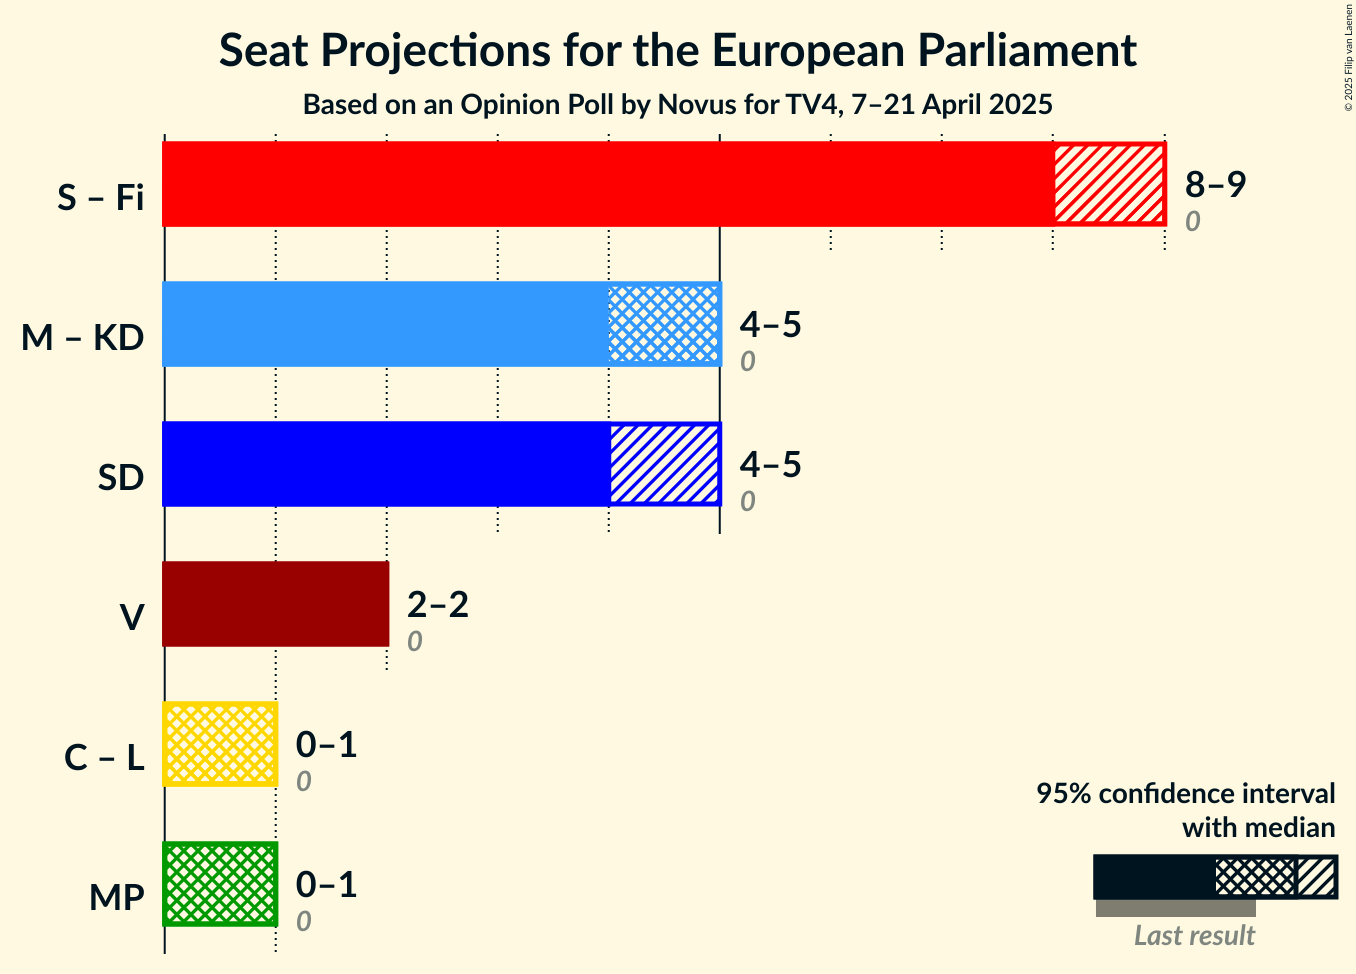 Seat Projections for the European Parliament
Based on an Opinion Poll by Novus for TV4, 7–21 April 2025
© 2025 Filip van Laenen
S – Fi
8–9
0
M – KD
4–5
0
SD
4–5
0
V
2–2
0
C – L
0–1
0
MP
0–1
0
95% confidence interval
with median
Last result